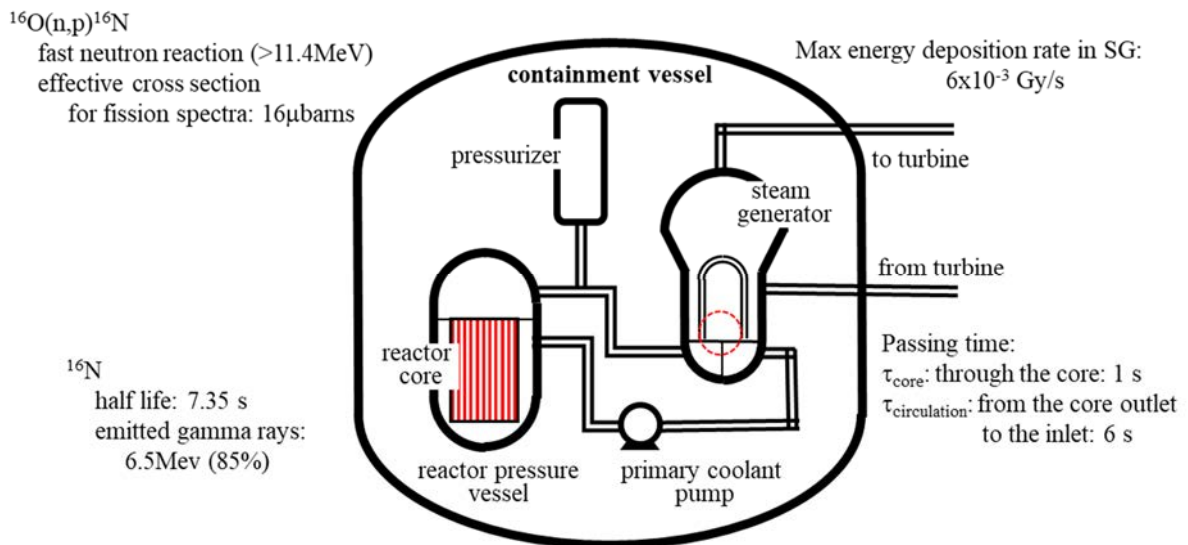 ¹⁶O(n,p)¹⁶N
fast neutron reaction (>11.4MeV)
effective cross section
for fission spectra: 16μbarns
containment vessel
Max energy deposition rate in SG:
6x10⁻³ Gy/s
pressurizer
to turbine
steam
generator
from turbine
reactor
core
¹⁶N
half life: 7.35 s
emitted gamma rays:
6.5Mev (85%)
reactor pressure
vessel
primary coolant
pump
Passing time:
τcore: through the core: 1 s
τcirculation: from the core outlet
to the inlet: 6 s